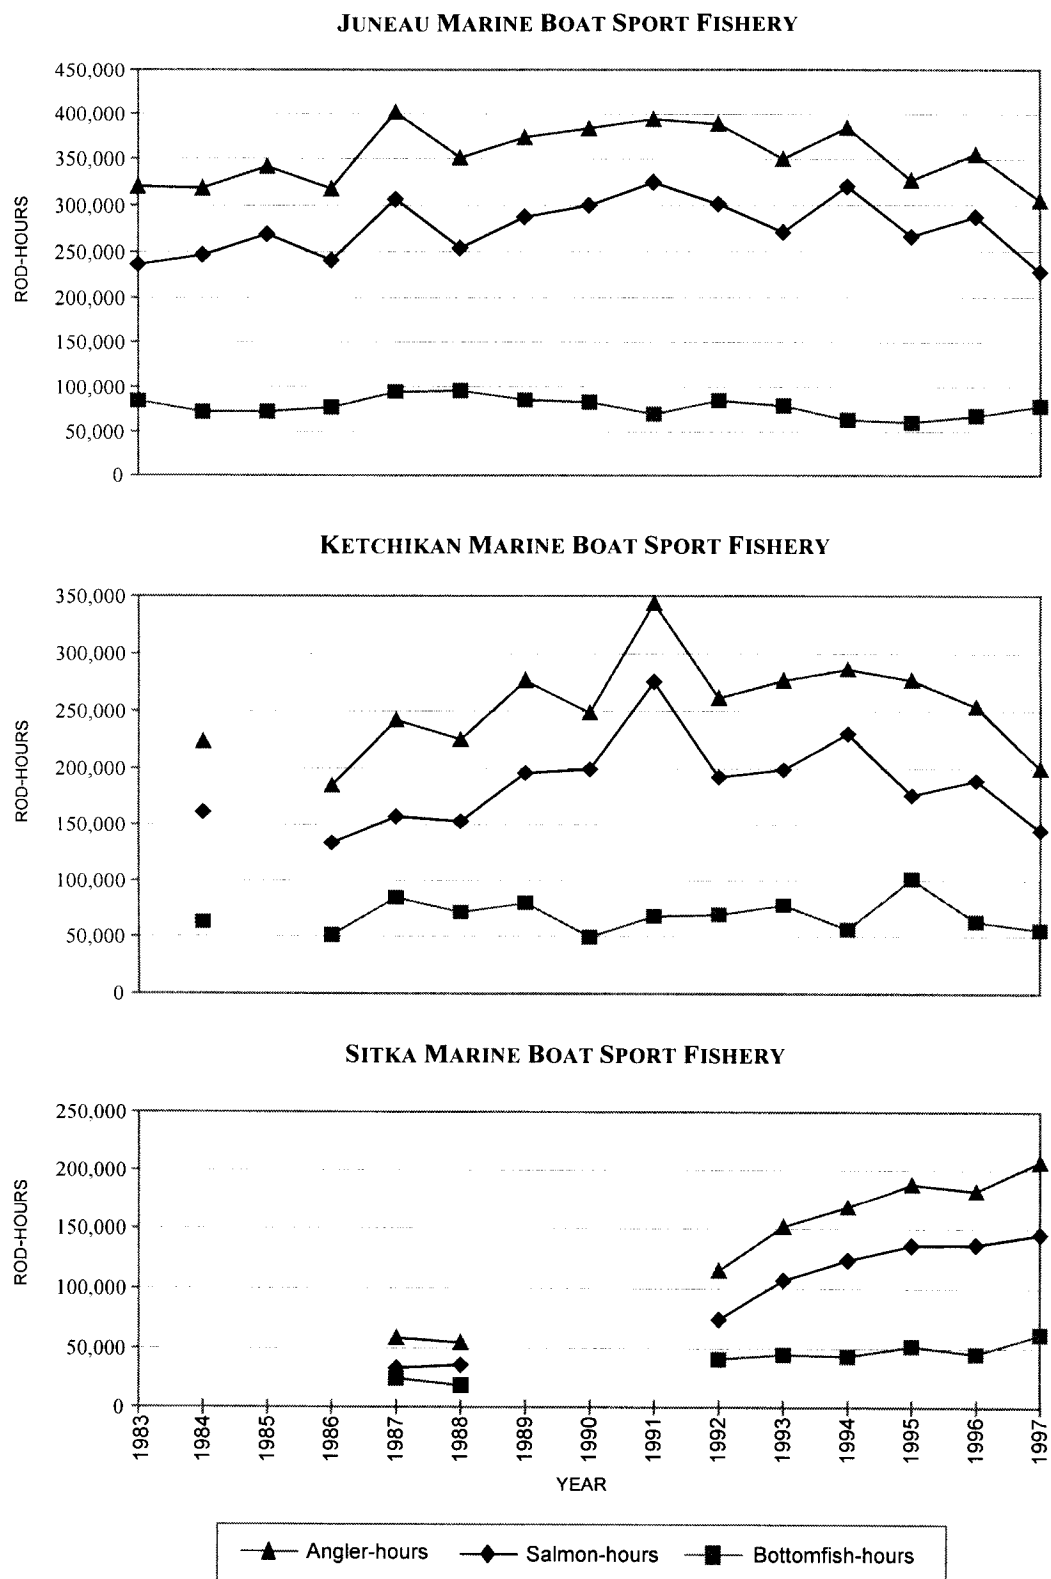 JUNEAU MARINE BOAT SPORT FISHERY
450,000
400,000
350,000
300,000
250,000
200,000
150,000
100,000
50,000
0
ROD-HOURS
KETCHIKAN MARINE BOAT SPORT FISHERY
350,000
300,000
250,000
200,000
150,000
100,000
50,000
0
ROD-HOURS
SITKA MARINE BOAT SPORT FISHERY
250,000
200,000
150,000
100,000
50,000
0
ROD-HOURS
1983 1984 1985 1986 1987 1988 1989 1990 1991 1992 1993 1994 1995 1996 1997
YEAR
Angler-hours Salmon-hours Bottomfish-hours